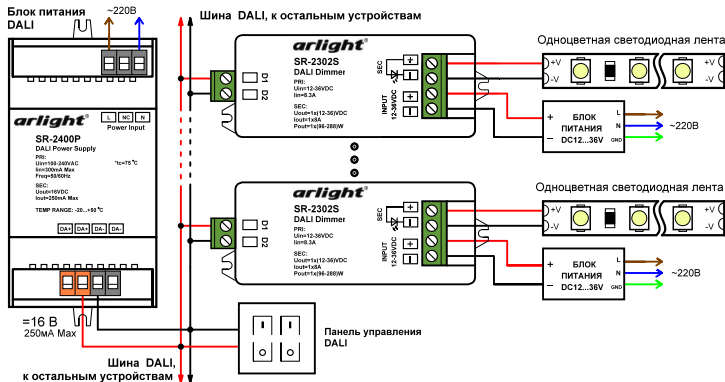 Блок питания
DALI
~220В
Шина DALI, к остальным устройствам
arlight®
SR-2400P
DALI Power Supply
PRI:
Uin=100-240VAC
Iin=300mA Max
Freq=50/60Hz
SEC:
Uout=16VDC
Iout=250mA Max
TEMP RANGE: -20...+50 °C
L NC N
Power Input
*tc=75 °C
DA+ DA+ DA- DA-
=16 В
250мА Max
Шина DALI,
к остальным устройствам
arlight®
SR-2302S
DALI Dimmer
PRI:
Uin=12-36VDC
Iin=8.3A
SEC:
Uout=1x(12-36)VDC
Iout=1x8A
Pout=1x(96-288)W
D1
D2
SEC
INPUT
12-36VDC
+
–
+
–
Одноцветная светодиодная лента
+V
-V
+V
-V
БЛОК
ПИТАНИЯ
DC12...36V
+
–
L
N
GND
~220В
arlight®
SR-2302S
DALI Dimmer
PRI:
Uin=12-36VDC
Iin=8.3A
SEC:
Uout=1x(12-36)VDC
Iout=1x8A
Pout=1x(96-288)W
D1
D2
SEC
INPUT
12-36VDC
+
–
+
–
Одноцветная светодиодная лента
+V
-V
+V
-V
БЛОК
ПИТАНИЯ
DC12...36V
+
–
L
N
GND
~220В
Панель управления
DALI